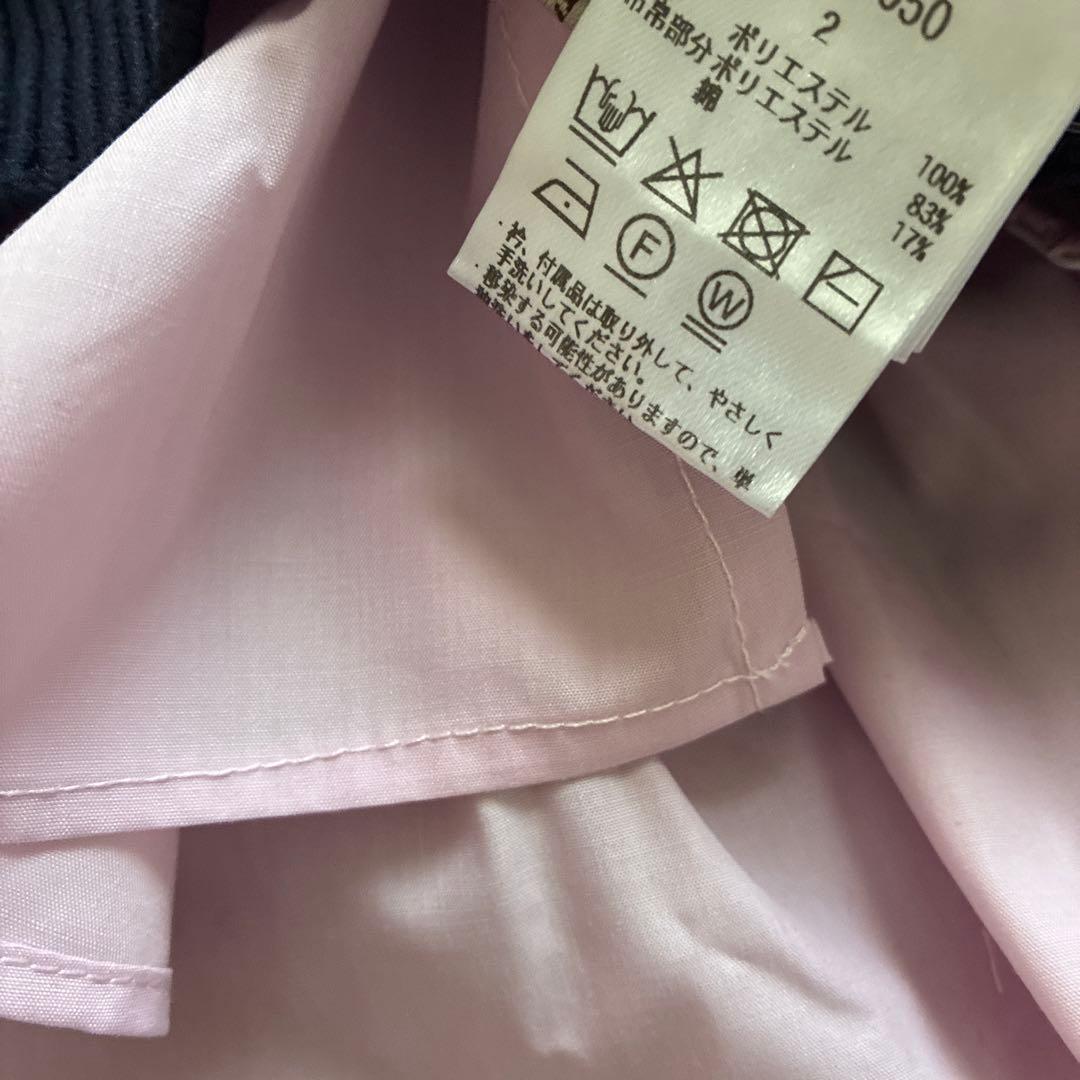 2
ポリエステル 100%
部分ポリエステル 83%
綿 17%
F
W
・衿、付属品は取り外して、やさしく
手洗いしてください。
・移染する可能性がありますので、単